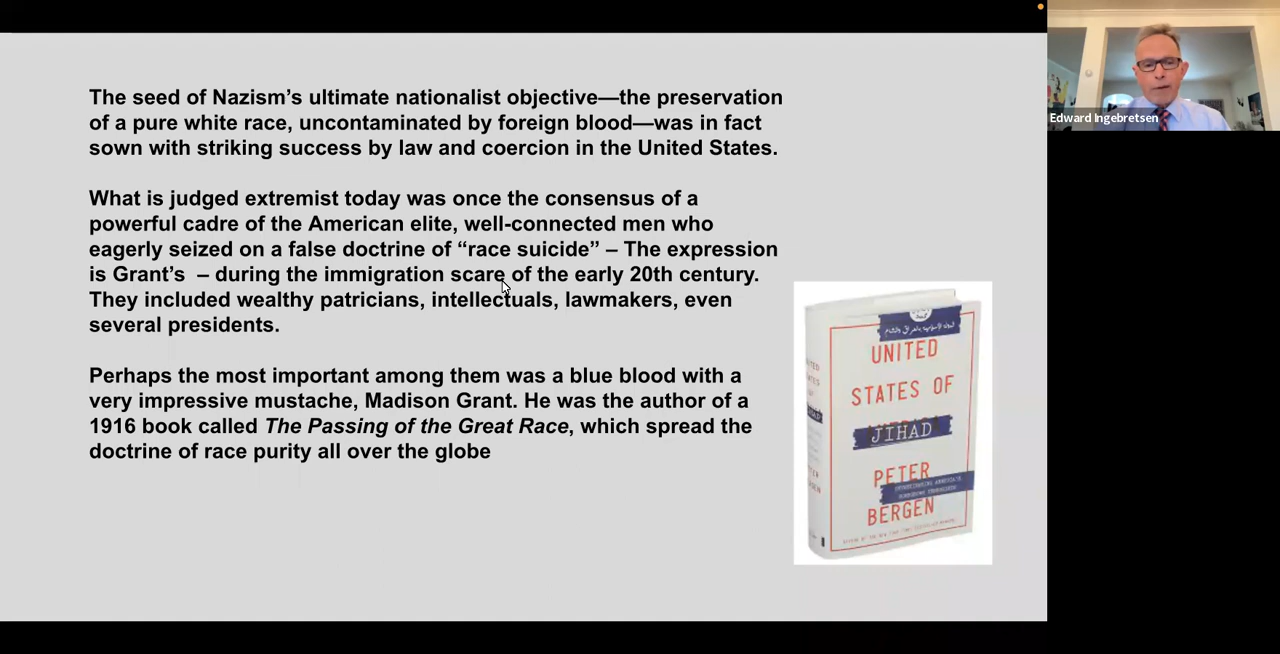 The seed of Nazism’s ultimate nationalist objective—the preservation
of a pure white race, uncontaminated by foreign blood—was in fact
sown with striking success by law and coercion in the United States.
What is judged extremist today was once the consensus of a
powerful cadre of the American elite, well-connected men who
eagerly seized on a false doctrine of “race suicide” – The expression
is Grant’s – during the immigration scare of the early 20th century.
They included wealthy patricians, intellectuals, lawmakers, even
several presidents.
Perhaps the most important among them was a blue blood with a
very impressive mustache, Madison Grant. He was the author of a
1916 book called The Passing of the Great Race, which spread the
doctrine of race purity all over the globe
UNITED
STATES OF
JIHAD
PETER
BERGEN
Edward Ingebretsen